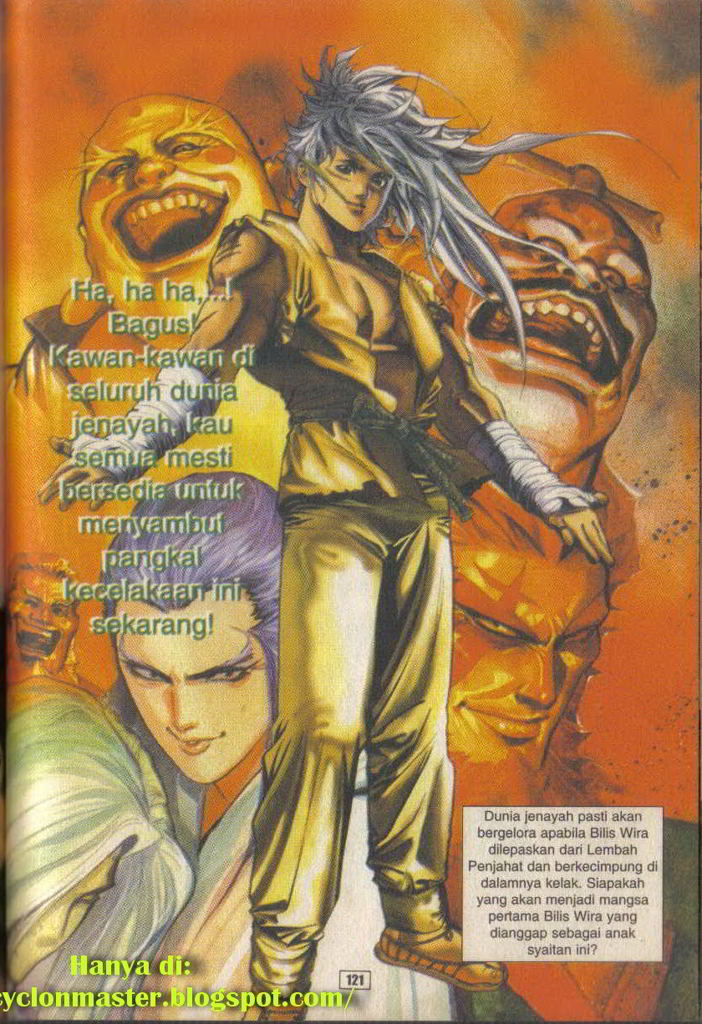 Ha, ha ha,...!
Bagus!
Kawan-kawan di
seluruh dunia
jenayah, kau
semua mesti
bersedia untuk
menyambut
pangkal
kecelakaan ini
sekarang!
Dunia jenayah pasti akan
bergelora apabila Bilis Wira
dilepaskan dari Lembah
Penjahat dan berkecimpung di
dalamnya kelak. Siapakah
yang akan menjadi mangsa
pertama Bilis Wira yang
dianggap sebagai anak
syaitan ini?
121
Hanya di:
cyclonmaster.blogspot.com/